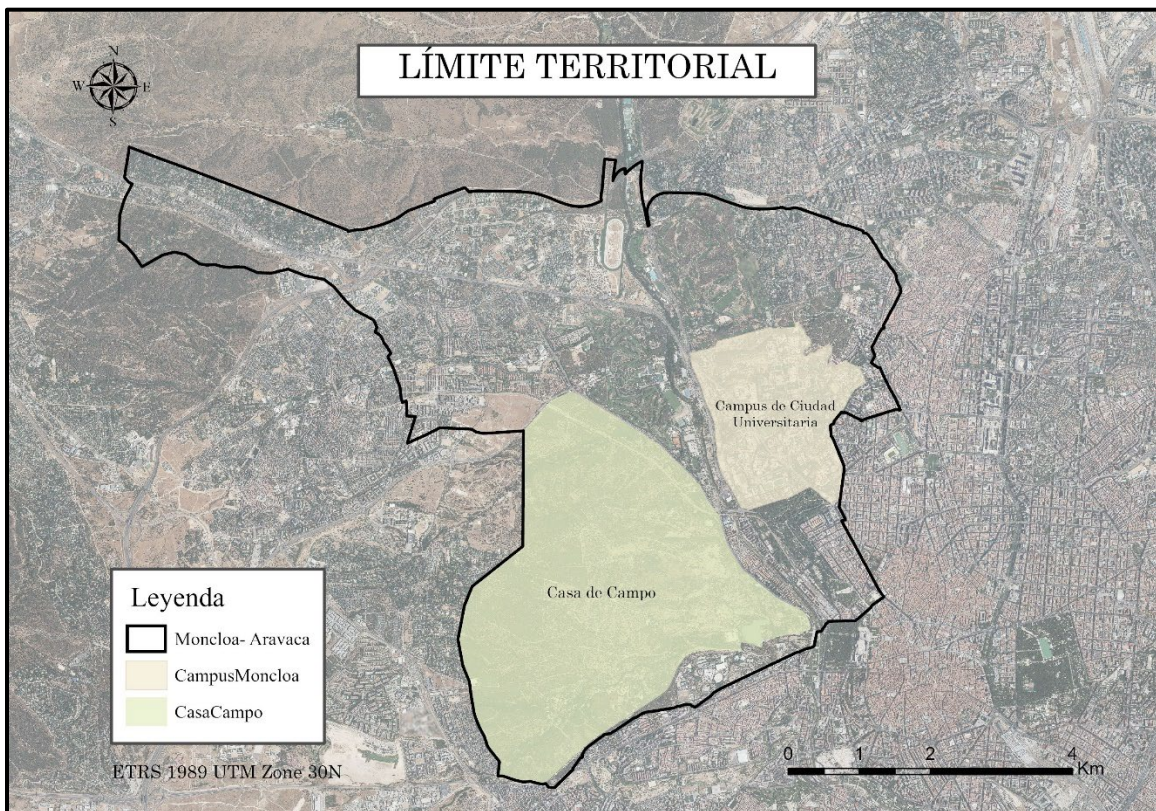 LÍMITE TERRITORIAL
N
W E
S
Campus de Ciudad
Universitaria
Casa de Campo
Leyenda
Moncloa- Aravaca
CampusMoncloa
CasaCampo
ETRS 1989 UTM Zone 30N
0 1 2 4
Km